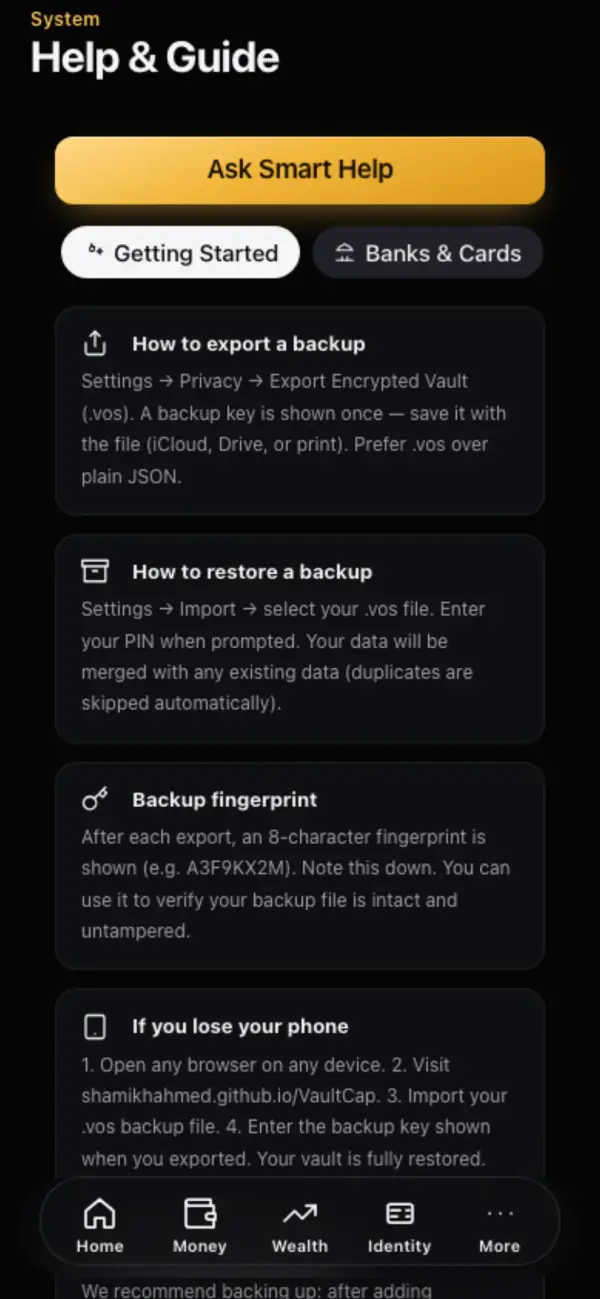 System
Help & Guide
Ask Smart Help
Getting Started
Banks & Cards
How to export a backup
Settings → Privacy → Export Encrypted Vault
(.vos). A backup key is shown once — save it with
the file (iCloud, Drive, or print). Prefer .vos over
plain JSON.
How to restore a backup
Settings → Import → select your .vos file. Enter
your PIN when prompted. Your data will be
merged with any existing data (duplicates are
skipped automatically).
Backup fingerprint
After each export, an 8-character fingerprint is
shown (e.g. A3F9KX2M). Note this down. You can
use it to verify your backup file is intact and
untampered.
If you lose your phone
1. Open any browser on any device. 2. Visit
shamikhahmed.github.io/VaultCap. 3. Import your
.vos backup file. 4. Enter the backup key shown
when you exported. Your vault is fully restored.
Home
Money
Wealth
Identity
More
We recommend backing up: after adding